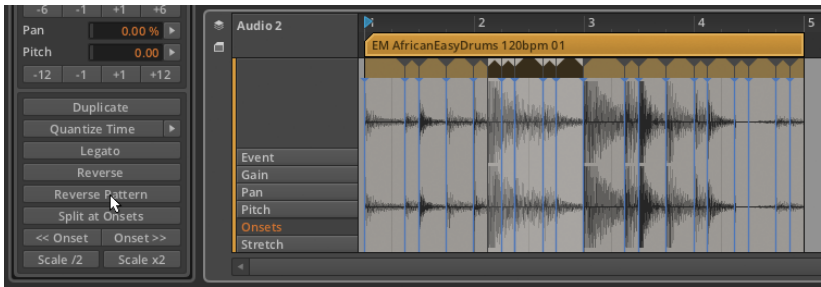 -6 -1 +1 +6
Pan 0.00 %
Pitch 0.00
-12 -1 +1 +12
Duplicate
Quantize Time
Legato
Reverse
Reverse Pattern
Split at Onsets
<< Onset Onset >>
Scale /2 Scale x2
Audio 2
1 2 3 4 5
EM AfricanEasyDrums 120bpm 01
Event
Gain
Pan
Pitch
Onsets
Stretch